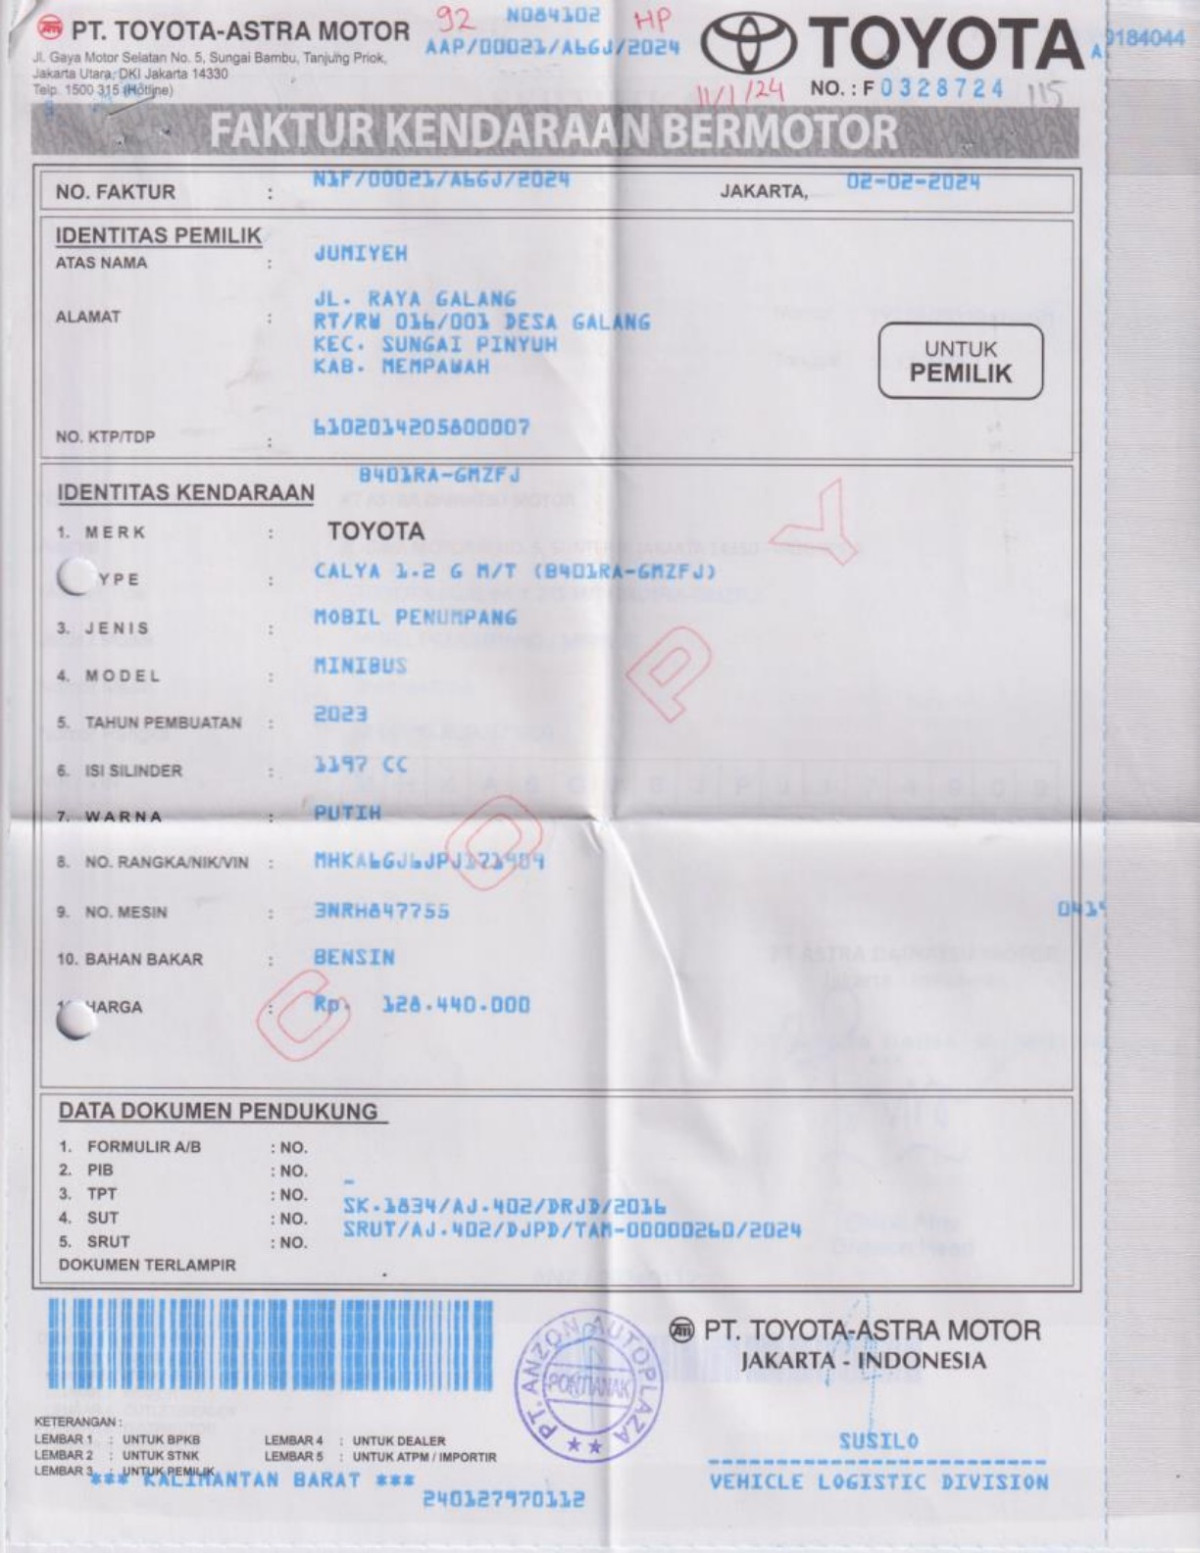 PT. TOYOTA-ASTRA MOTOR
Jl. Gaya Motor Selatan No. 5, Sungai Bambu, Tanjung Priok,
Jakarta Utara, DKI Jakarta 14330
Telp. 1500 315 (Hotline)
92 N084102 HP
AAP/00021/A6GJ/2024
11/1/24
TOYOTA
0184044
NO. : F 0328724 115
FAKTUR KENDARAAN BERMOTOR
NO. FAKTUR : N1F/00021/A6GJ/2024 JAKARTA, 02-02-2024
IDENTITAS PEMILIK
ATAS NAMA : JUMIYEH
ALAMAT : JL. RAYA GALANG
RT/RW 016/001 DESA GALANG
KEC. SUNGAI PINYUH
KAB. MEMPAWAH
UNTUK
PEMILIK
NO. KTP/TDP : 6102014205800007
B401RA-GMZFJ
IDENTITAS KENDARAAN
1. MERK : TOYOTA
YPE : CALYA 1.2 G M/T (B401RA-GMZFJ)
3. JENIS : MOBIL PENUMPANG
4. MODEL : MINIBUS
5. TAHUN PEMBUATAN : 2023
6. ISI SILINDER : 1197 CC
7. WARNA : PUTIH
8. NO. RANGKA/NIK/VIN : MHKA6GJ6JPJ121909
9. NO. MESIN : 3NRH847755
10. BAHAN BAKAR : BENSIN
HARGA : Rp. 128.440.000
COPY
DATA DOKUMEN PENDUKUNG
1. FORMULIR A/B : NO.
2. PIB : NO.
3. TPT : NO. -
4. SUT : NO. SK.1834/AJ.402/DRJD/2016
5. SRUT : NO. SRUT/AJ.402/DJPD/TAM-0000026D/2024
DOKUMEN TERLAMPIR
PT. ANZON AUTOPLAZA
PONTIANAK
PT. TOYOTA-ASTRA MOTOR
JAKARTA - INDONESIA
KETERANGAN :
LEMBAR 1 : UNTUK BPKB LEMBAR 4 : UNTUK DEALER
LEMBAR 2 : UNTUK STNK LEMBAR 5 : UNTUK ATPM / IMPORTIR
LEMBAR 3 : UNTUK PEMILIK
*** KALIMANTAN BARAT ***
240127970112
SUSILO
VEHICLE LOGISTIC DIVISION